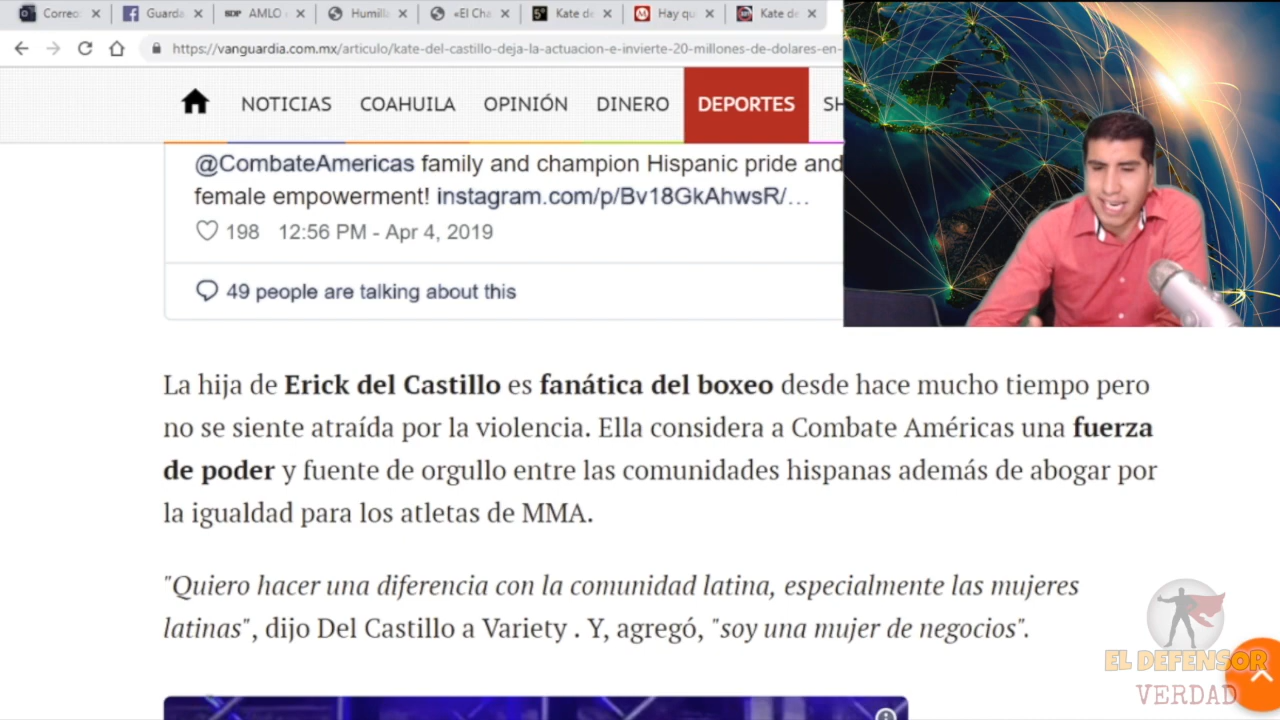 Correo:
Guarda
SDP AMLO
Humill
«El Cha
5° Kate de
Hay qu
Kate de
https://vanguardia.com.mx/articulo/kate-del-castillo-deja-la-actuacion-e-invierte-20-millones-de-dolares-en-
NOTICIAS COAHUILA OPINIÓN DINERO DEPORTES SH
@CombateAmericas family and champion Hispanic pride and
female empowerment! instagram.com/p/Bv18GkAhwsR/…
198 12:56 PM - Apr 4, 2019
49 people are talking about this
La hija de Erick del Castillo es fanática del boxeo desde hace mucho tiempo pero
no se siente atraída por la violencia. Ella considera a Combate Américas una fuerza
de poder y fuente de orgullo entre las comunidades hispanas además de abogar por
la igualdad para los atletas de MMA.
"Quiero hacer una diferencia con la comunidad latina, especialmente las mujeres
latinas", dijo Del Castillo a Variety . Y, agregó, "soy una mujer de negocios".
EL DEFENSOR
VERDAD